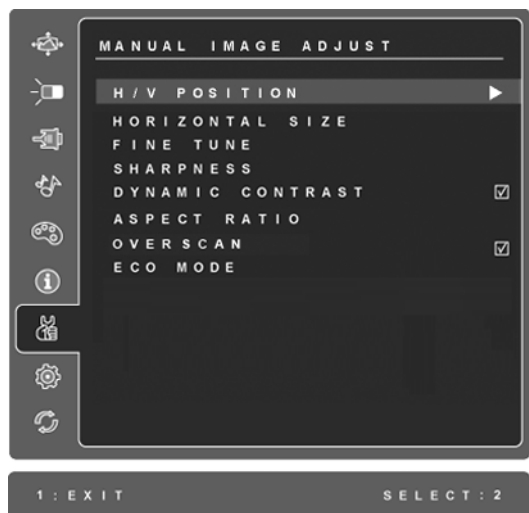 MANUAL IMAGE ADJUST
H/V POSITION
HORIZONTAL SIZE
FINE TUNE
SHARPNESS
DYNAMIC CONTRAST
ASPECT RATIO
OVERSCAN
ECO MODE
1:EXIT SELECT:2